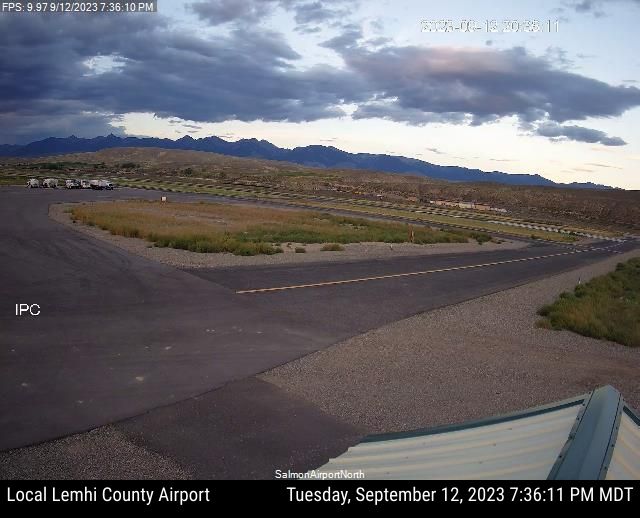 FPS: 9.97 9/12/2023 7:36:10 PM
IPC
SalmonAirportNorth
Local Lemhi County Airport Tuesday, September 12, 2023 7:36:11 PM MDT